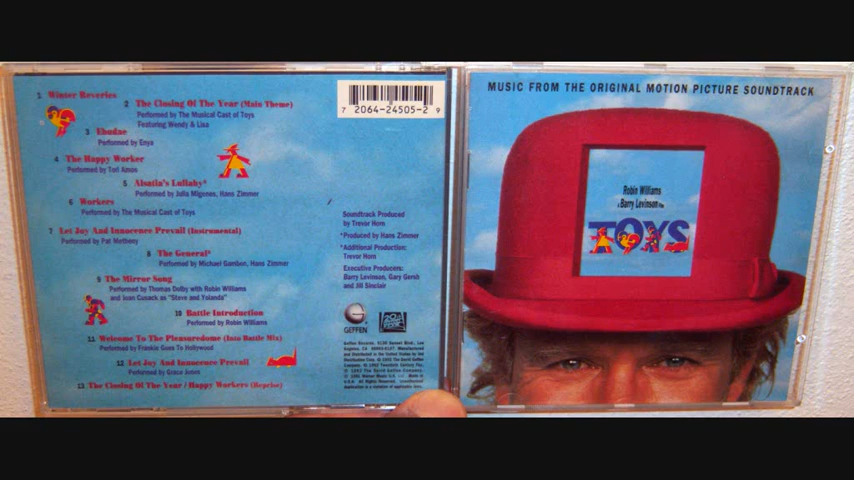 1 Winter Reveries
2 The Closing Of The Year (Main Theme)
Performed by The Musical Cast of Toys
Featuring Wendy & Lisa
3 Ebudae
Performed by Enya
4 The Happy Worker
Performed by Tori Amos
5 Alsatia's Lullaby*
Performed by Julia Migenes, Hans Zimmer
6 Workers
Performed by The Musical Cast of Toys
7 Let Joy And Innocence Prevail (Instrumental)
Performed by Pat Metheny
8 The General*
Performed by Michael Gambon, Hans Zimmer
9 The Mirror Song
Performed by Thomas Dolby with Robin Williams
and Joan Cusack as "Steve and Yolanda"
10 Battle Introduction
Performed by Robin Williams
11 Welcome To The Pleasuredome (Into Battle Mix)
Performed by Frankie Goes To Hollywood
12 Let Joy And Innocence Prevail
Performed by Grace Jones
13 The Closing Of The Year / Happy Workers (Reprise)
7 2064-24505-2 9
Soundtrack Produced
by Trevor Horn
*Produced by Hans Zimmer
*Additional Production:
Trevor Horn
Executive Producers:
Barry Levinson, Gary Gersh
and Jill Sinclair
GEFFEN
MUSIC FROM THE ORIGINAL MOTION PICTURE SOUNDTRACK
Robin Williams
a Barry Levinson Film
TOYS